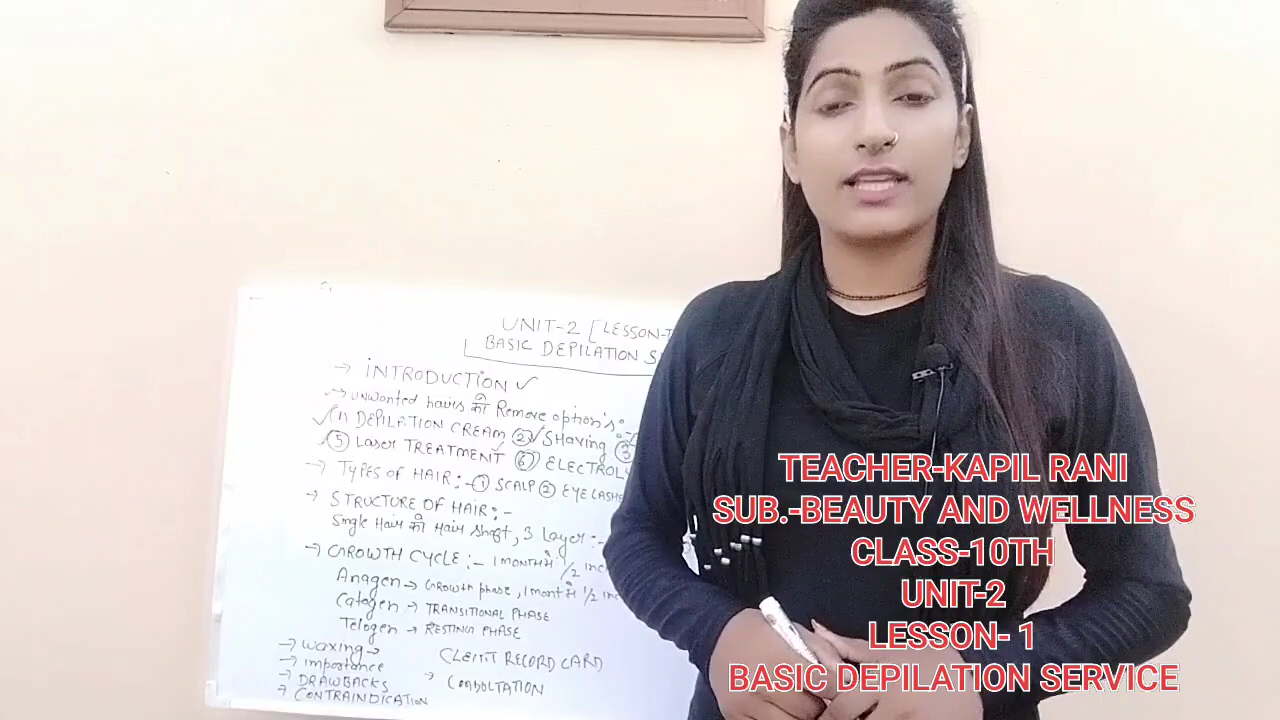 UNIT-2 [LESSON-
BASIC DEPILATION S
→ INTRODUCTION ✓
→ unwanted hairs को Remove option's:-
✓(1) DEPILATION CREAM ②✓ Shaving ③
✓⑤ Laser TREATMENT ⑥ ELECTROL
→ TYPES OF HAIR:- ① SCALP ② EYELASHE
→ STRUCTURE OF HAIR:-
Single Hair को Hair Shaft, 3 Layer:-
→ GROWTH CYCLE:- 1 MONTH में 1/2 inc
Anagen → Growth phase, 1 month में 1/2 inc
Catagen → TRANSITIONAL PHASE
Telogen → RESTING PHASE
→ Waxing →
→ Importance
→ DRAWBACKS
→ CONTRAINDICATION
CLEINT RECORD CARD
→ CONSOLTATION
TEACHER-KAPIL RANI
SUB.-BEAUTY AND WELLNESS
CLASS-10TH
UNIT-2
LESSON- 1
BASIC DEPILATION SERVICE